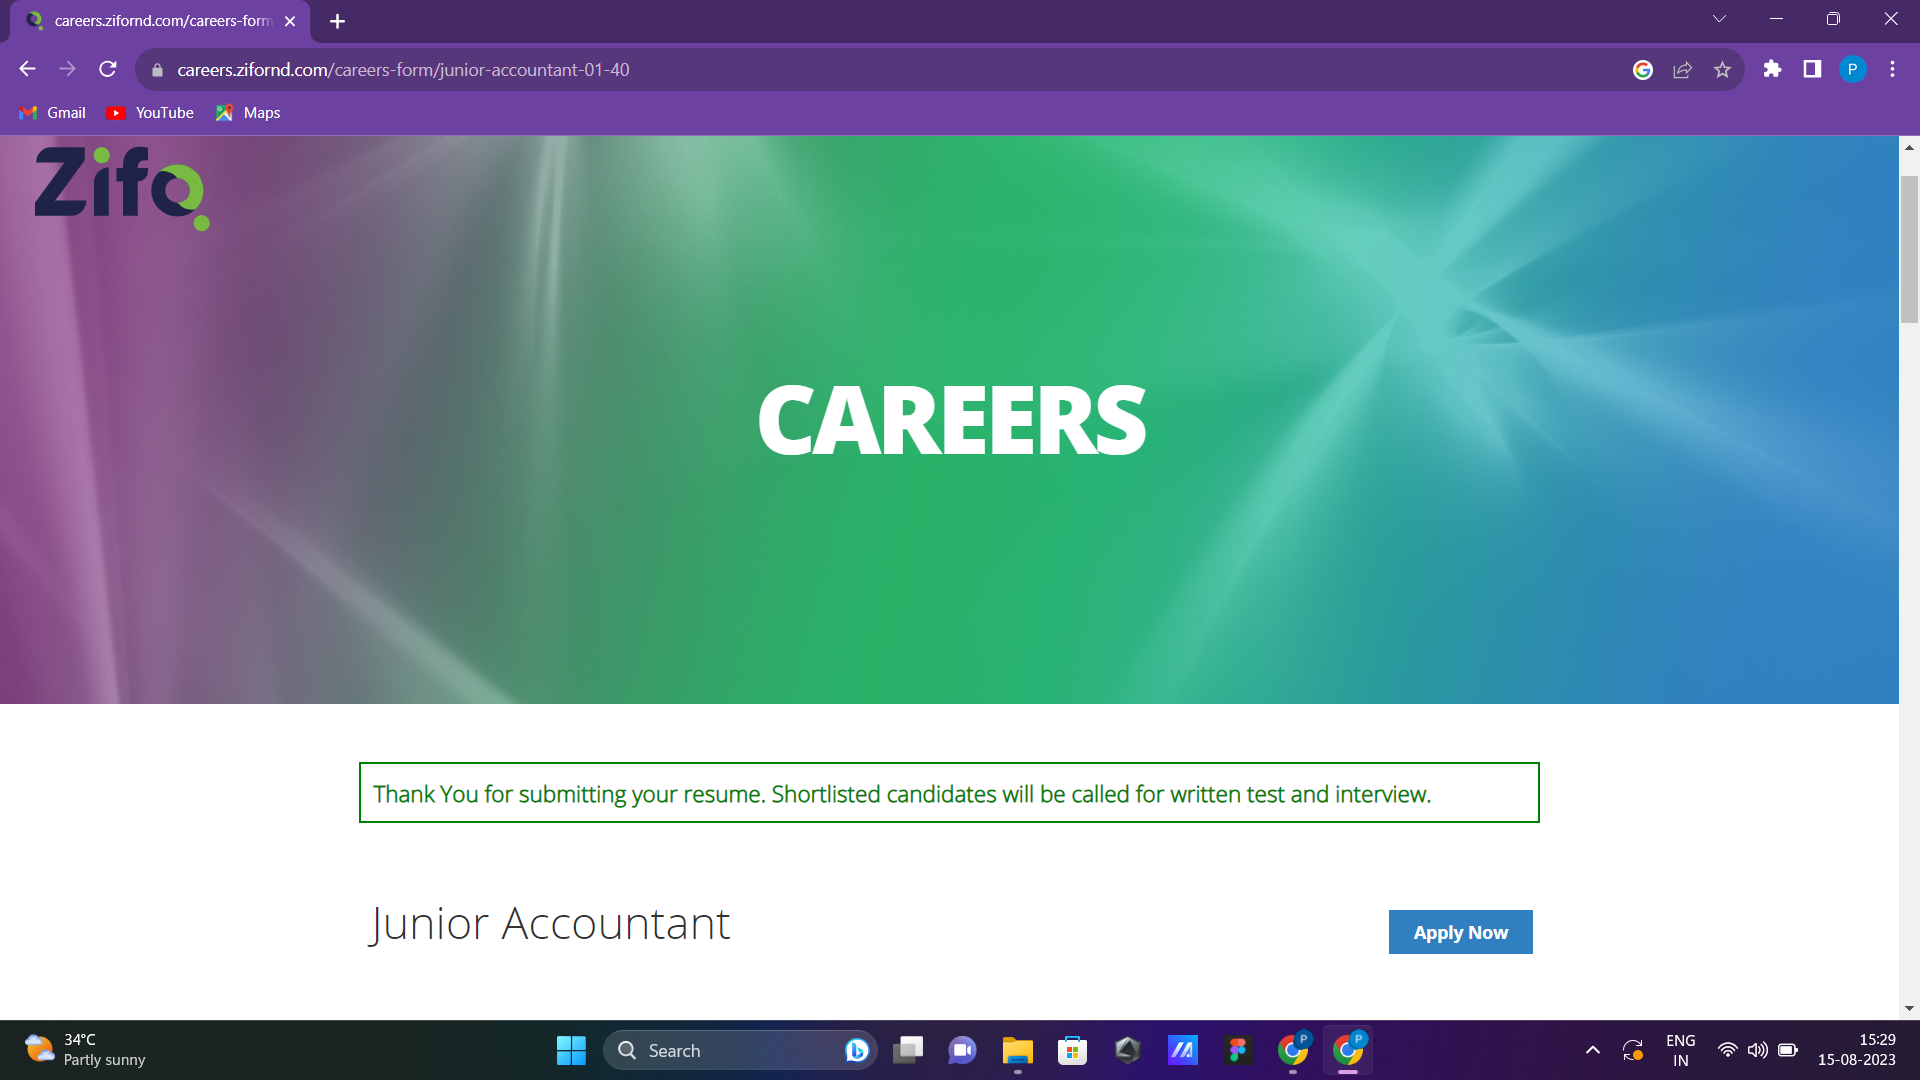 careers.zifornd.com/careers-form
careers.zifornd.com/careers-form/junior-accountant-01-40
P
Gmail
YouTube
Maps
Zifo
CAREERS
Thank You for submitting your resume. Shortlisted candidates will be called for written test and interview.
Junior Accountant
Apply Now
34°C
Partly sunny
Search
P
P
ENG
IN
15:29
15-08-2023